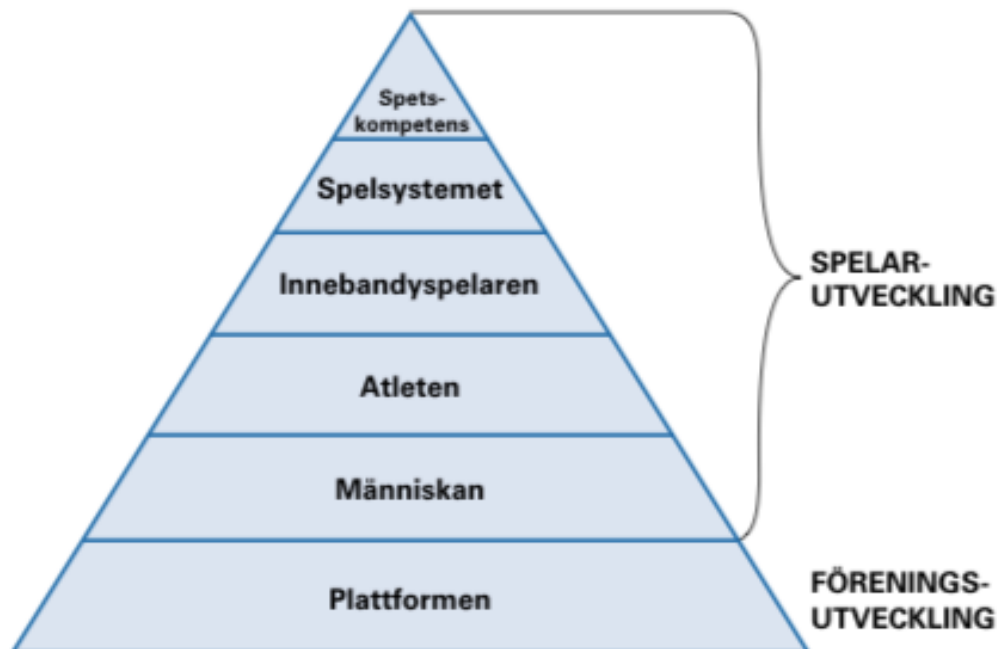 Spets-
kompetens
Spelsystemet
Innebandyspelaren
Atleten
Människan
Plattformen
SPELAR-
UTVECKLING
FÖRENINGS-
UTVECKLING